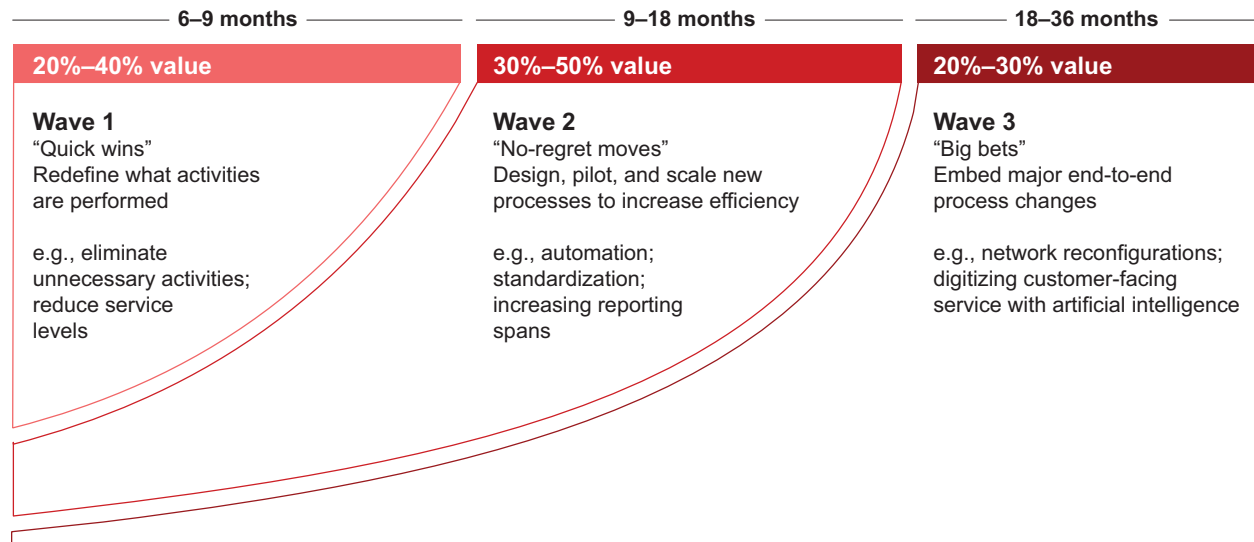 6–9 months
9–18 months
18–36 months
20%–40% value
30%–50% value
20%–30% value
Wave 1
“Quick wins”
Redefine what activities
are performed
e.g., eliminate
unnecessary activities;
reduce service
levels
Wave 2
“No-regret moves”
Design, pilot, and scale new
processes to increase efficiency
e.g., automation;
standardization;
increasing reporting
spans
Wave 3
“Big bets”
Embed major end-to-end
process changes
e.g., network reconfigurations;
digitizing customer-facing
service with artificial intelligence